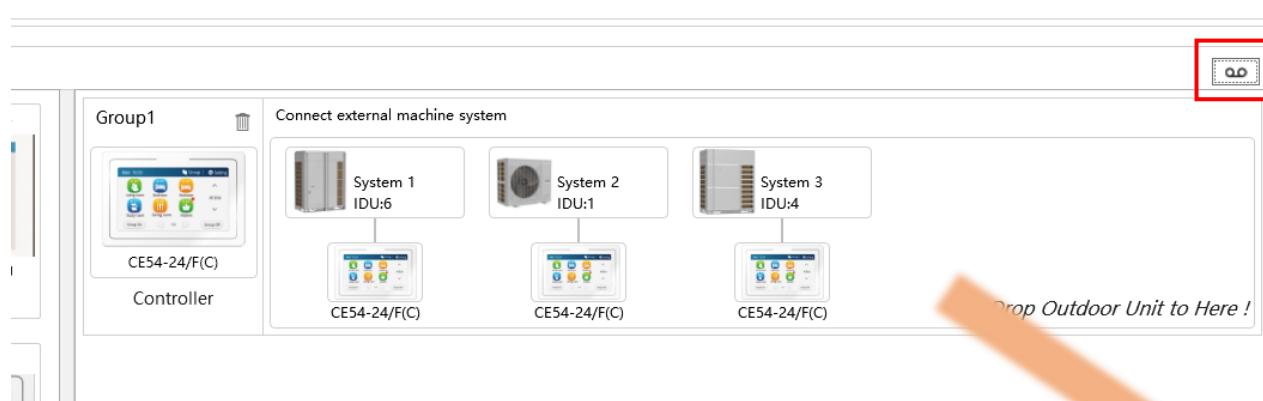 Group1
Connect external machine system
System 1
IDU:6
System 2
IDU:1
System 3
IDU:4
CE54-24/F(C)
Controller
CE54-24/F(C)
CE54-24/F(C)
CE54-24/F(C)
Drop Outdoor Unit to Here !